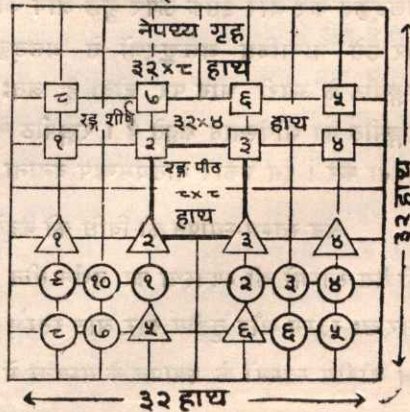 नेपथ्य गृह
३२×८ हाथ
८ ७ ६ ५
रङ्ग शीर्ष ३२×४ हाथ
१ २ ३ ४
रङ्ग पीठ
८×८
हाथ
१ २ ३ ४
६ १० १ २ ३ ४
८ ७ ५ ६ ६ ५
३२ हाथ
३२ हाथ